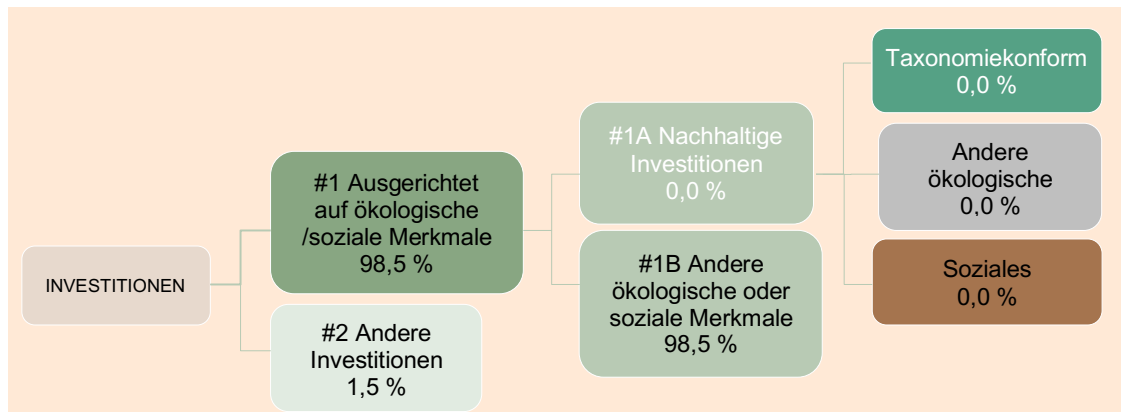 INVESTITIONEN
#1 Ausgerichtet
auf ökologische
/soziale Merkmale
98,5 %
#2 Andere
Investitionen
1,5 %
#1A Nachhaltige
Investitionen
0,0 %
#1B Andere
ökologische oder
soziale Merkmale
98,5 %
Taxonomiekonform
0,0 %
Andere
ökologische
0,0 %
Soziales
0,0 %